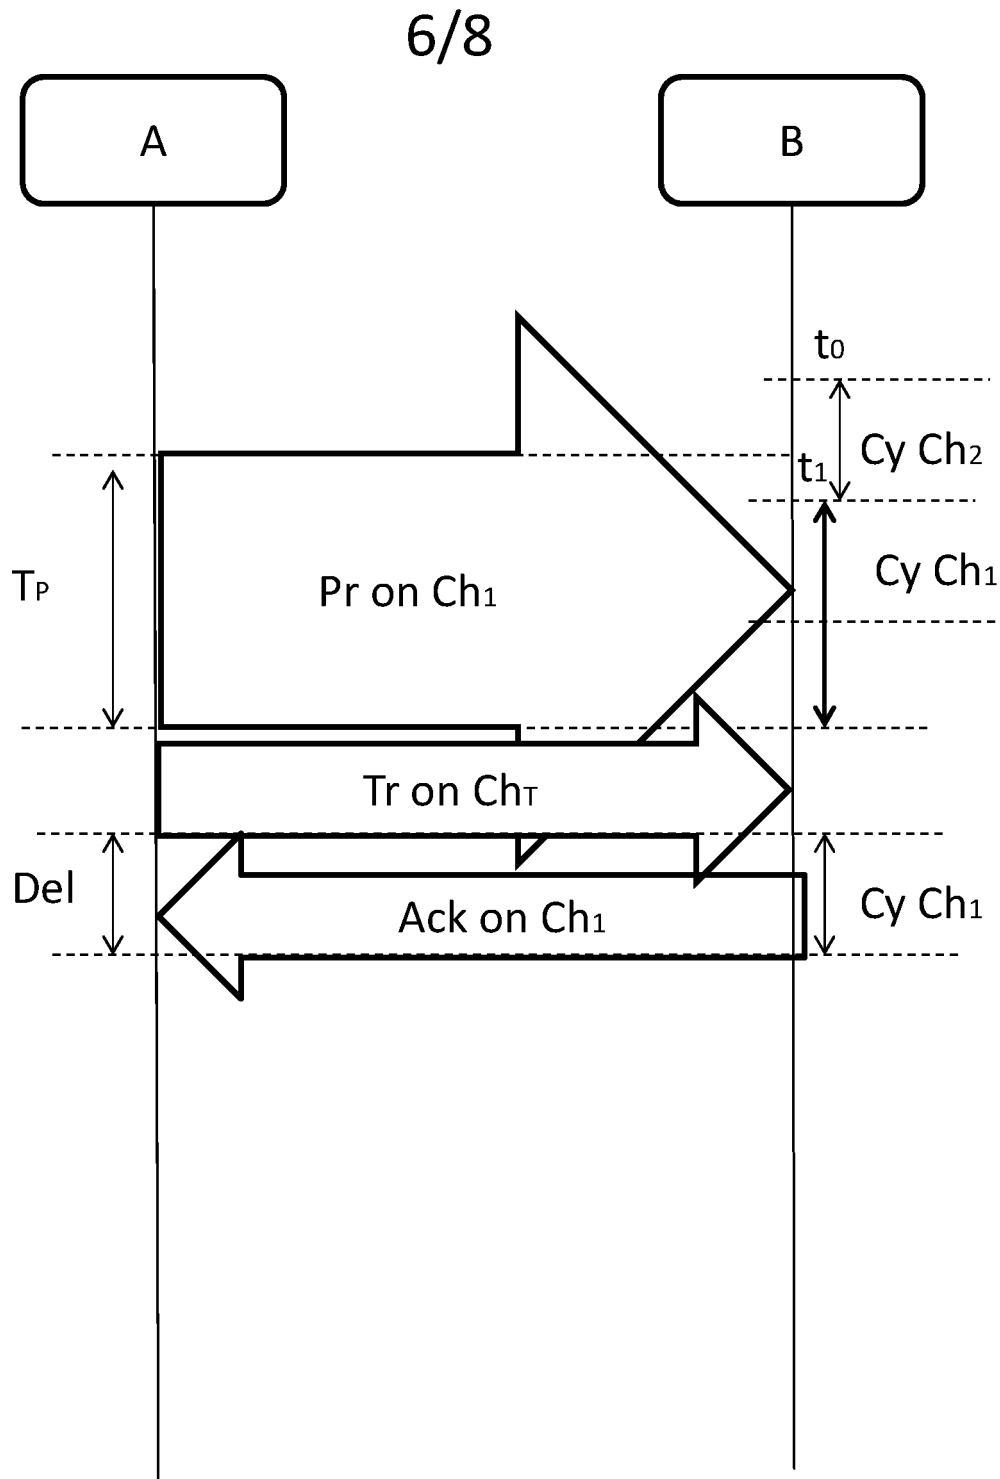 6/8
A
B
t0
Cy Ch2
t1
TP
Pr on Ch1
Cy Ch1
Tr on ChT
Del
Ack on Ch1
Cy Ch1